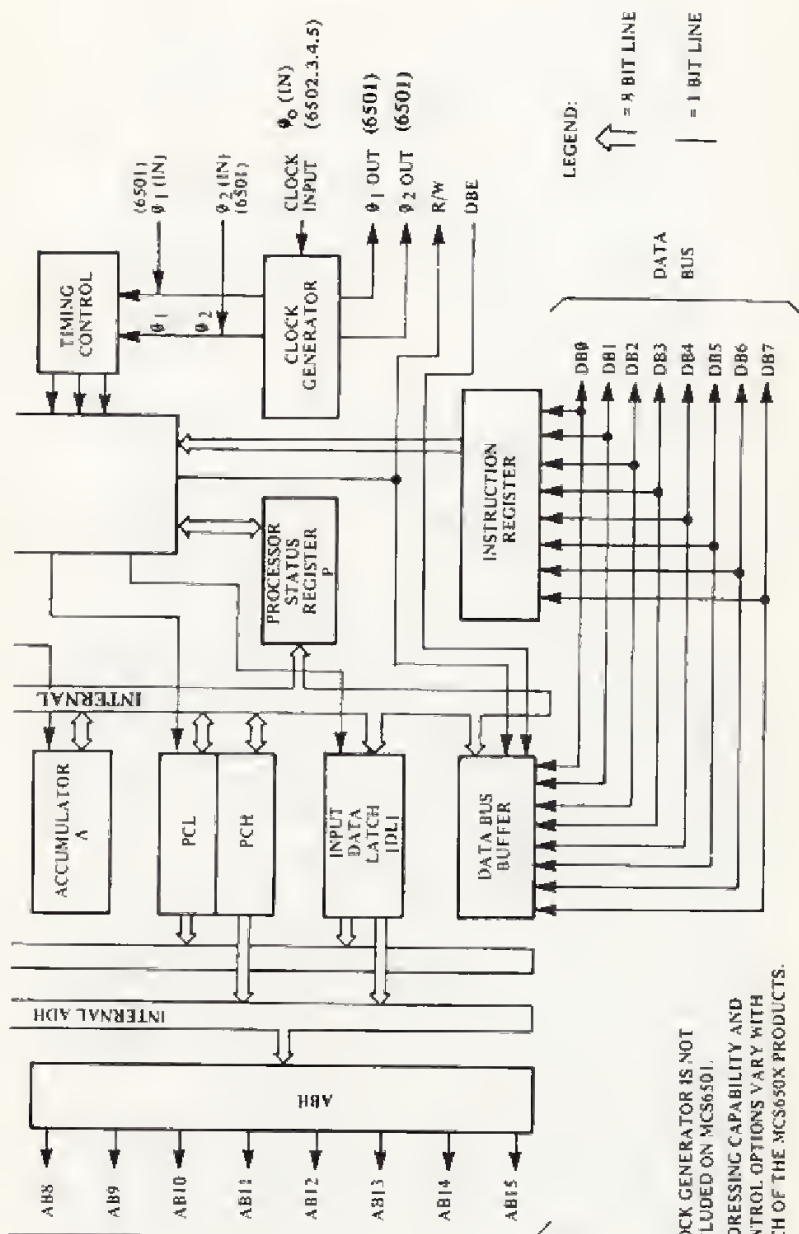 AB8
AB9
AB10
AB11
AB12
AB13
AB14
AB15
ABH
INTERNAL ADH
ACCUMULATOR
A
PCL
PCH
INPUT
DATA
LATCH
(DL)
DATA BUS
BUFFER
INTERNAL
PROCESSOR
STATUS
REGISTER
P
INSTRUCTION
REGISTER
TIMING
CONTROL
ϕ1
ϕ2
CLOCK
GENERATOR
(6501)
ϕ1 (IN)
ϕ2 (IN)
(6501)
CLOCK
INPUT
ϕ0 (IN)
(6502.3.4.5)
ϕ1 OUT (6501)
ϕ2 OUT (6501)
R/W
DBE
DBϕ
DB1
DB2
DB3
DB4
DB5
DB6
DB7
DATA
BUS
LEGEND:
= 8 BIT LINE
= 1 BIT LINE
OCK GENERATOR IS NOT
LUDED ON MCS6501.
DRESSING CAPABILITY AND
NTROL OPTIONS VARY WITH
CH OF THE MCS650X PRODUCTS.